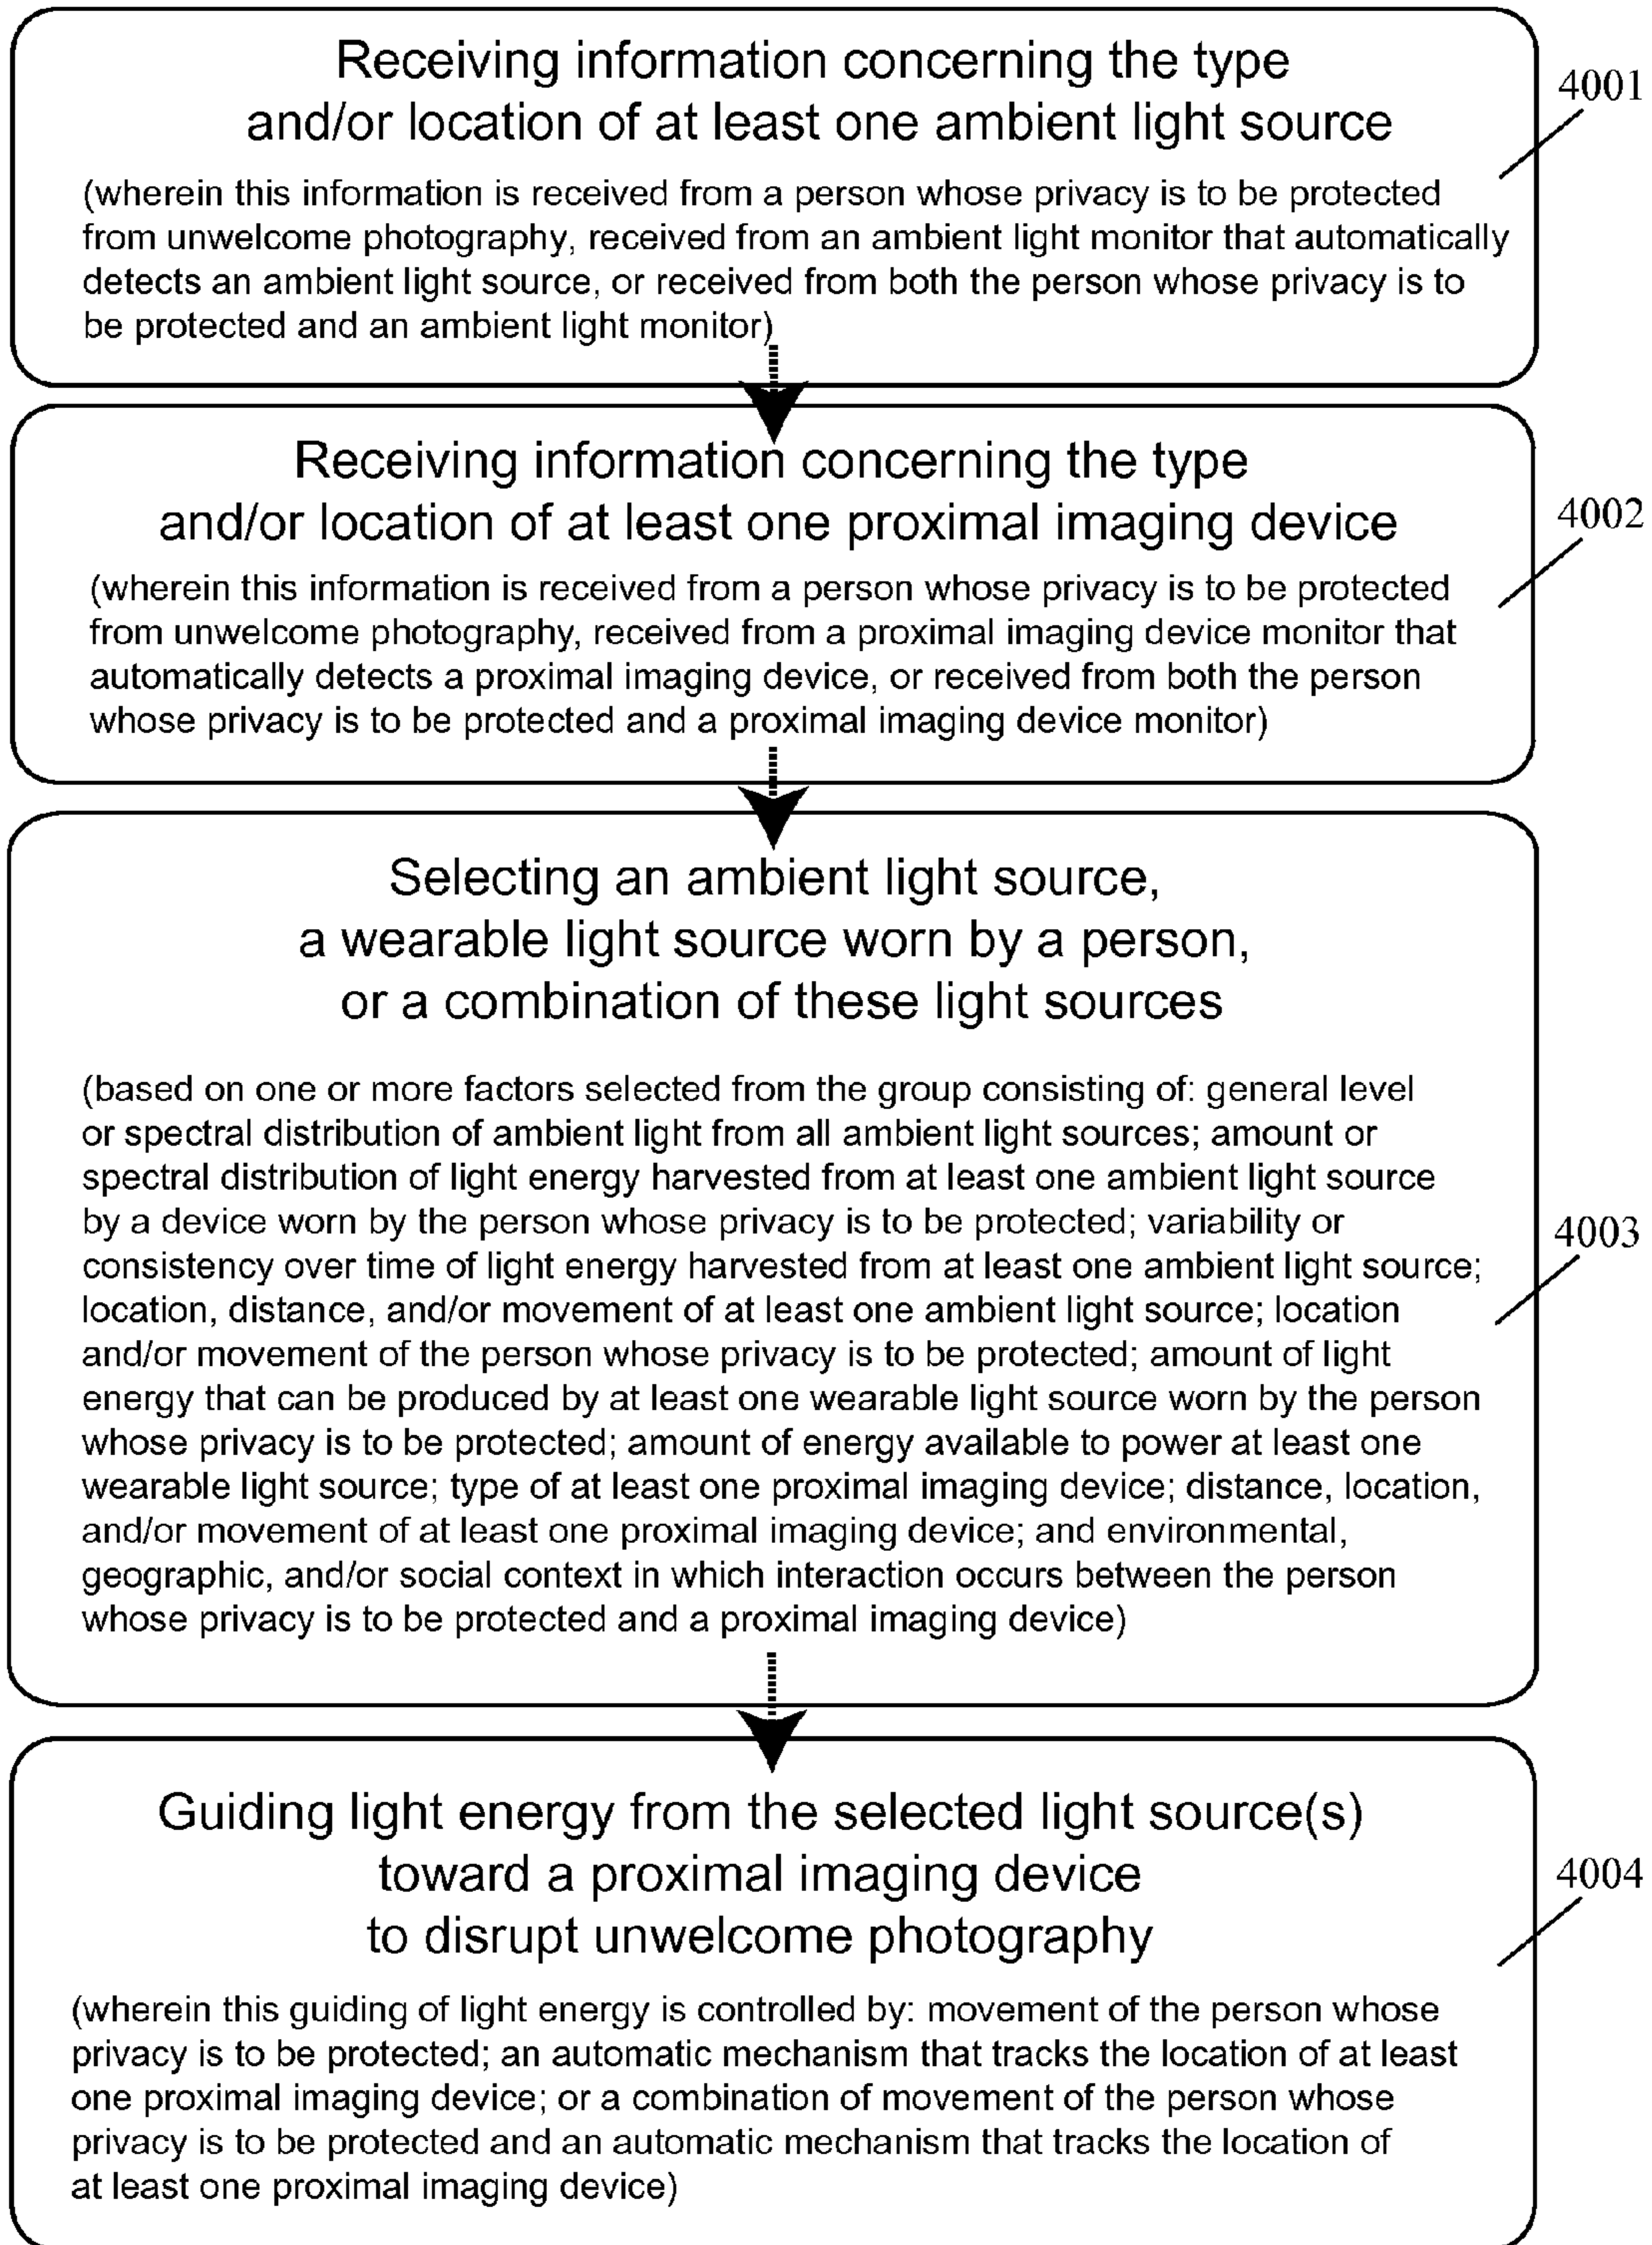 Receiving information concerning the type
and/or location of at least one ambient light source
4001
(wherein this information is received from a person whose privacy is to be protected
from unwelcome photography, received from an ambient light monitor that automatically
detects an ambient light source, or received from both the person whose privacy is to
be protected and an ambient light monitor)
Receiving information concerning the type
and/or location of at least one proximal imaging device
4002
(wherein this information is received from a person whose privacy is to be protected
from unwelcome photography, received from a proximal imaging device monitor that
automatically detects a proximal imaging device, or received from both the person
whose privacy is to be protected and a proximal imaging device monitor)
Selecting an ambient light source,
a wearable light source worn by a person,
or a combination of these light sources
(based on one or more factors selected from the group consisting of: general level
or spectral distribution of ambient light from all ambient light sources; amount or
spectral distribution of light energy harvested from at least one ambient light source
by a device worn by the person whose privacy is to be protected; variability or
4003
consistency over time of light energy harvested from at least one ambient light source;
location, distance, and/or movement of at least one ambient light source; location
and/or movement of the person whose privacy is to be protected; amount of light
energy that can be produced by at least one wearable light source worn by the person
whose privacy is to be protected; amount of energy available to power at least one
wearable light source; type of at least one proximal imaging device; distance, location,
and/or movement of at least one proximal imaging device; and environmental,
geographic, and/or social context in which interaction occurs between the person
whose privacy is to be protected and a proximal imaging device)
Guiding light energy from the selected light source(s)
toward a proximal imaging device
4004
to disrupt unwelcome photography
(wherein this guiding of light energy is controlled by: movement of the person whose
privacy is to be protected; an automatic mechanism that tracks the location of at least
one proximal imaging device; or a combination of movement of the person whose
privacy is to be protected and an automatic mechanism that tracks the location of
at least one proximal imaging device)